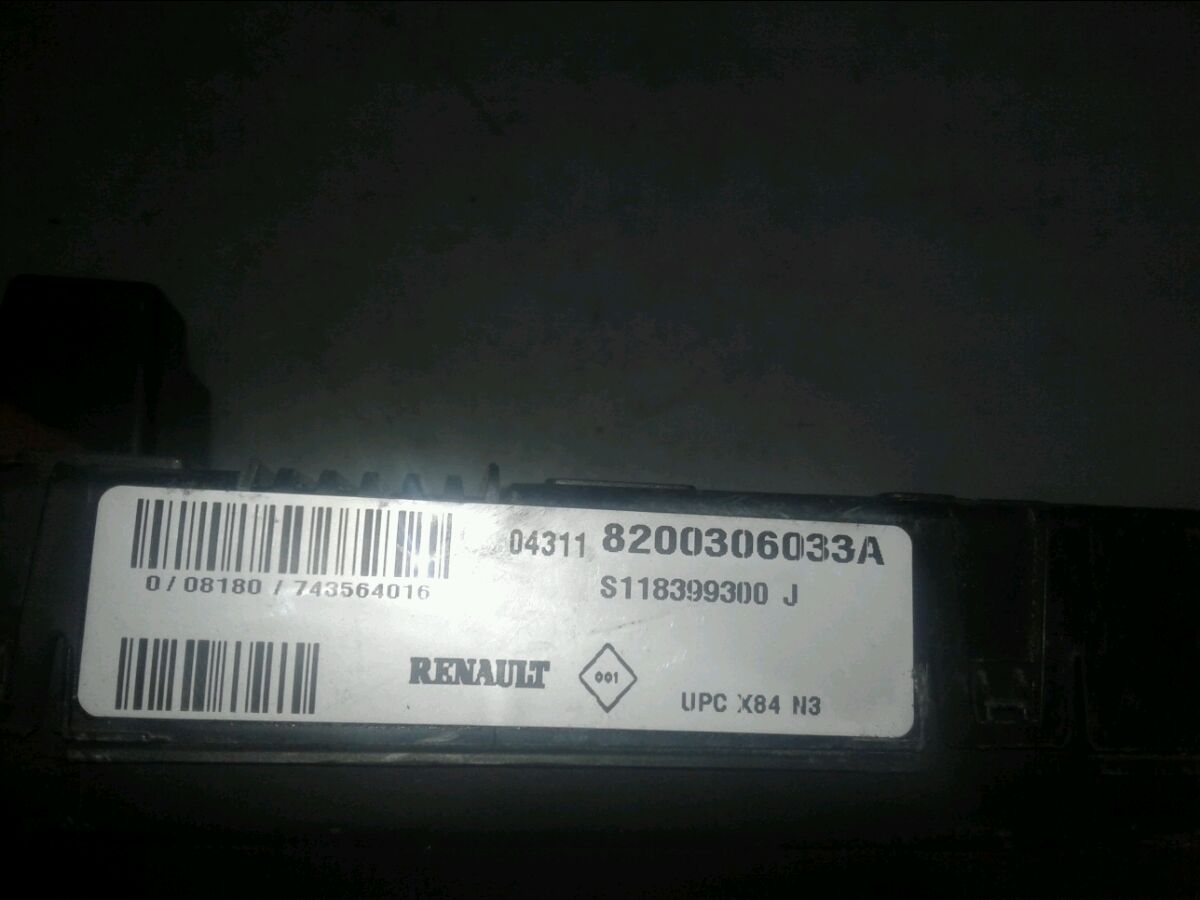 04311 8200306033A
0/08180/743564016
S118399300 J
RENAULT
001
UPC X84 N3